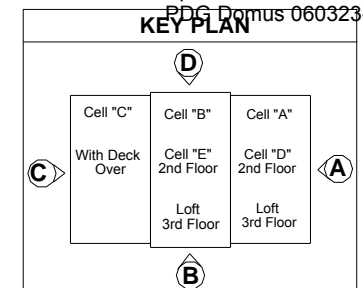 PDG Domus 060323
KEY PLAN
D
Cell "C"
With Deck
Over
Cell "B"
Cell "E"
2nd Floor
Loft
3rd Floor
Cell "A"
Cell "D"
2nd Floor
Loft
3rd Floor
C
A
B